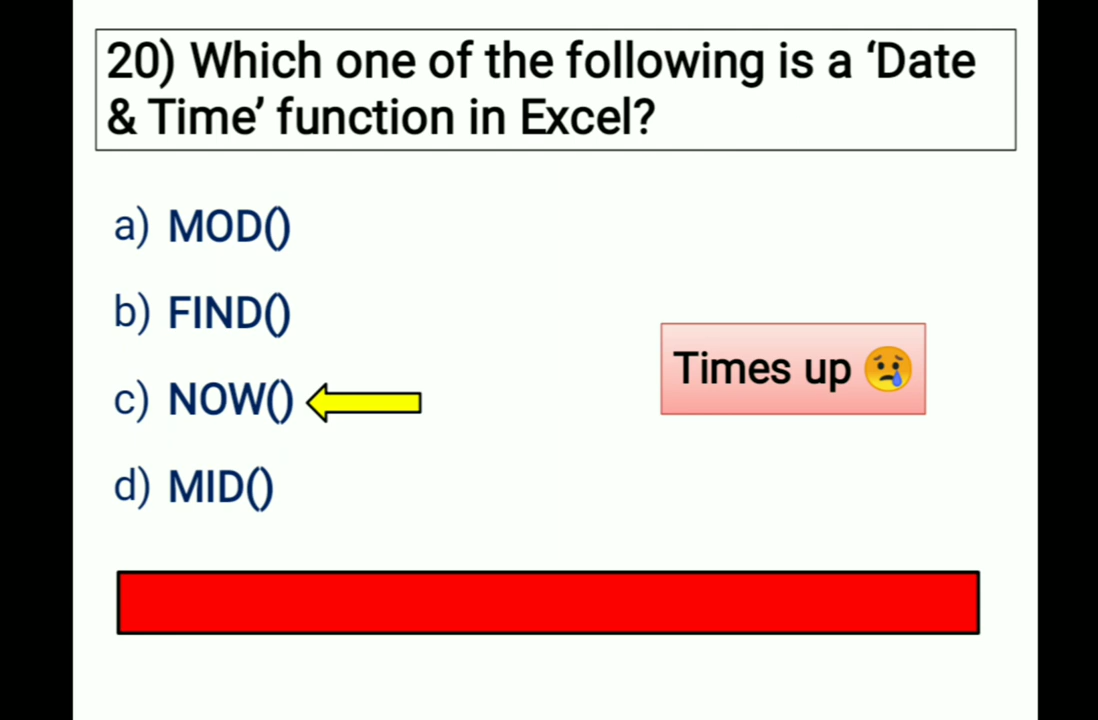 20) Which one of the following is a ‘Date
& Time’ function in Excel?
a) MOD()
b) FIND()
c) NOW()
d) MID()
Times up 😢